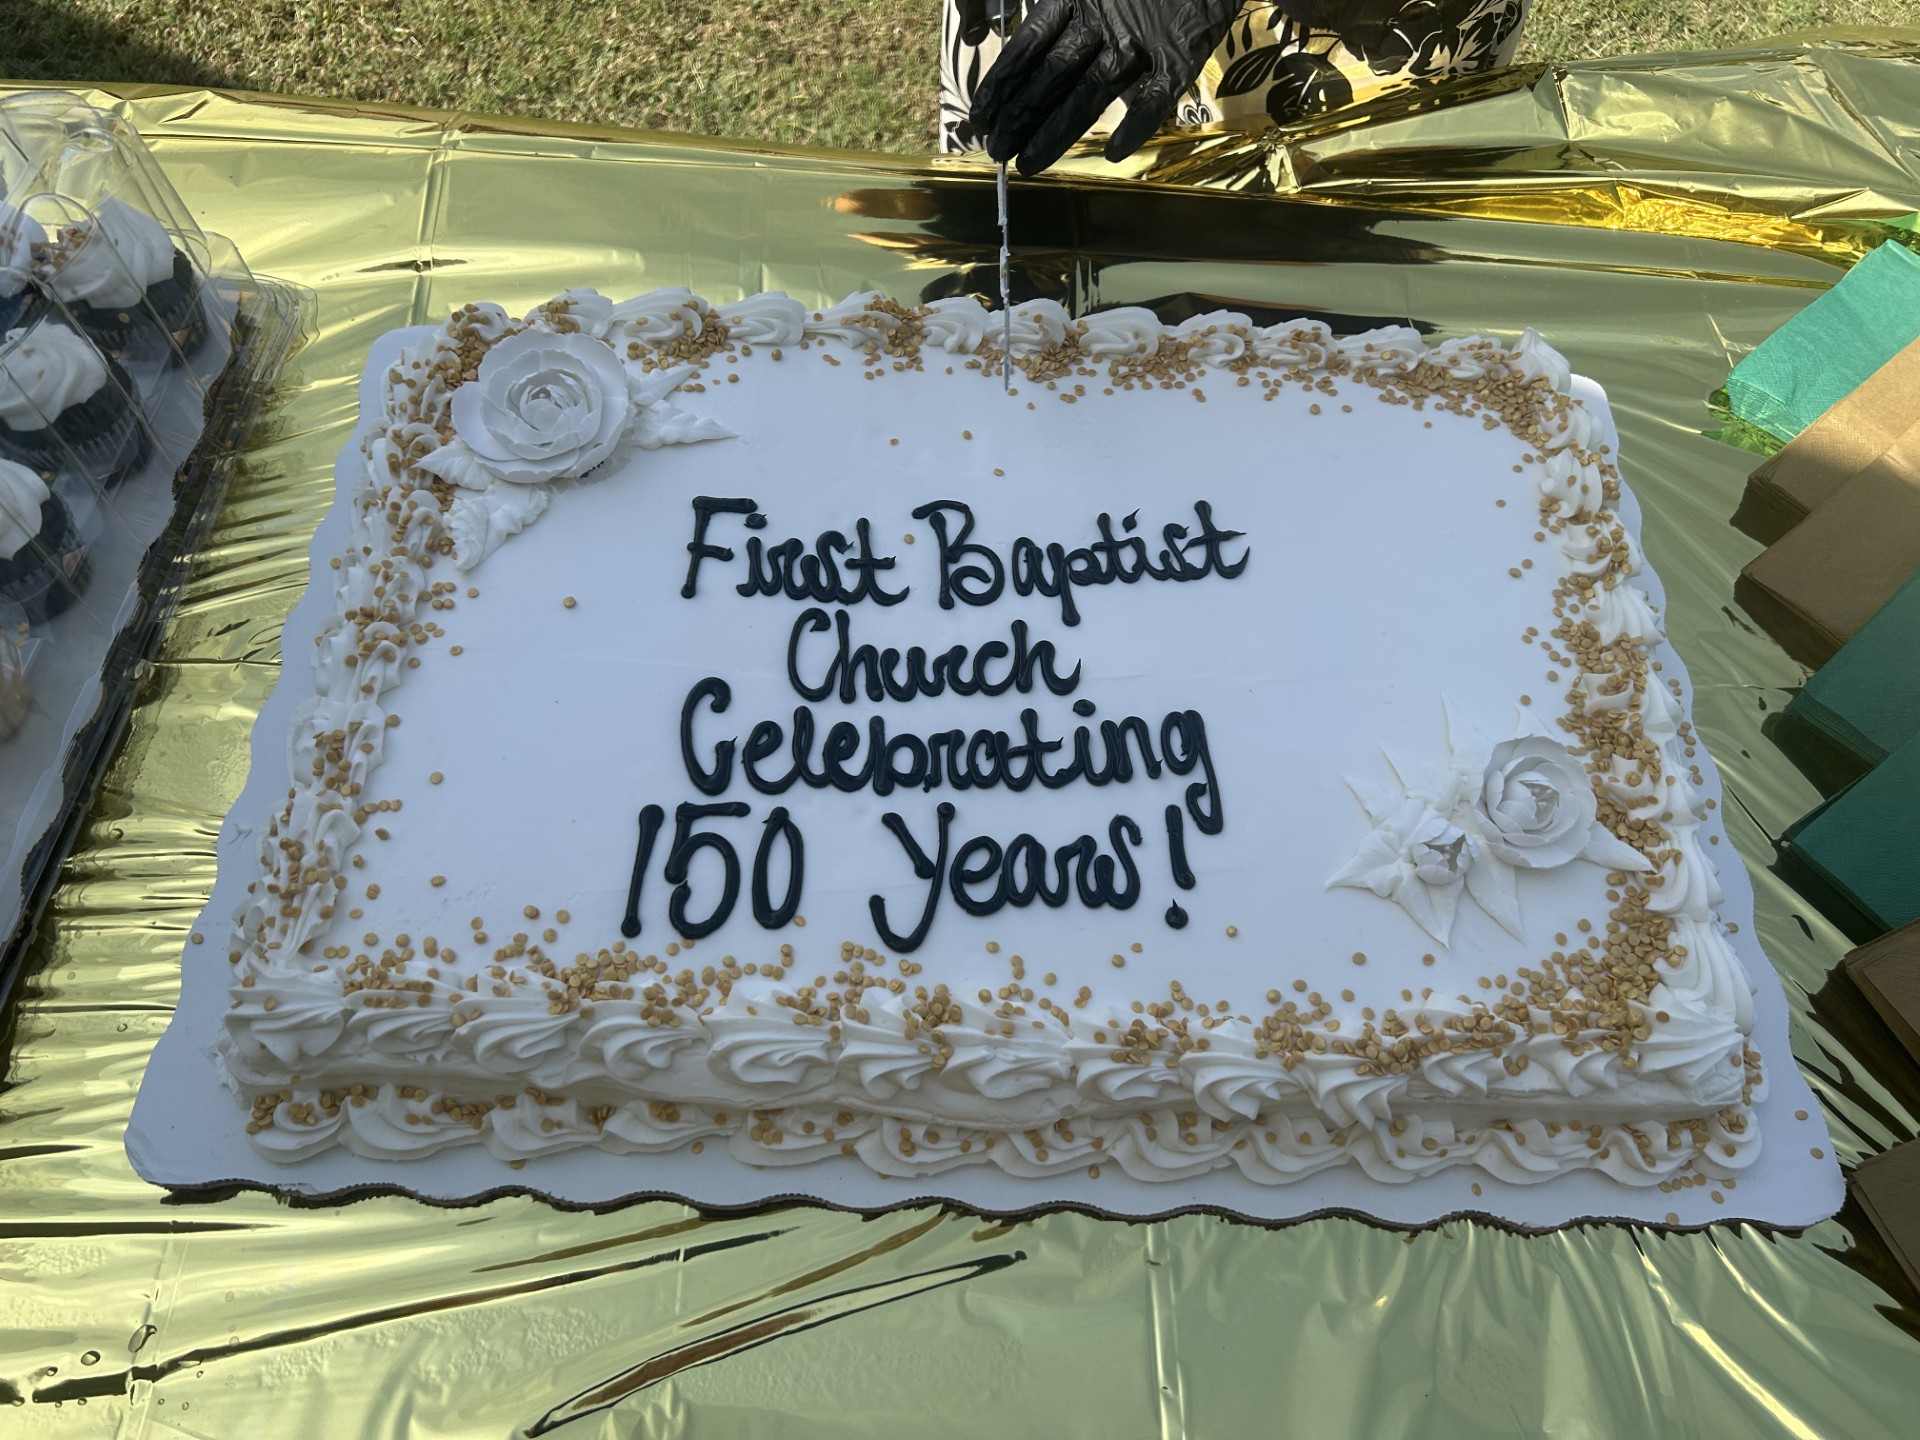 First Baptist
Church
Celebrating
150 Years!